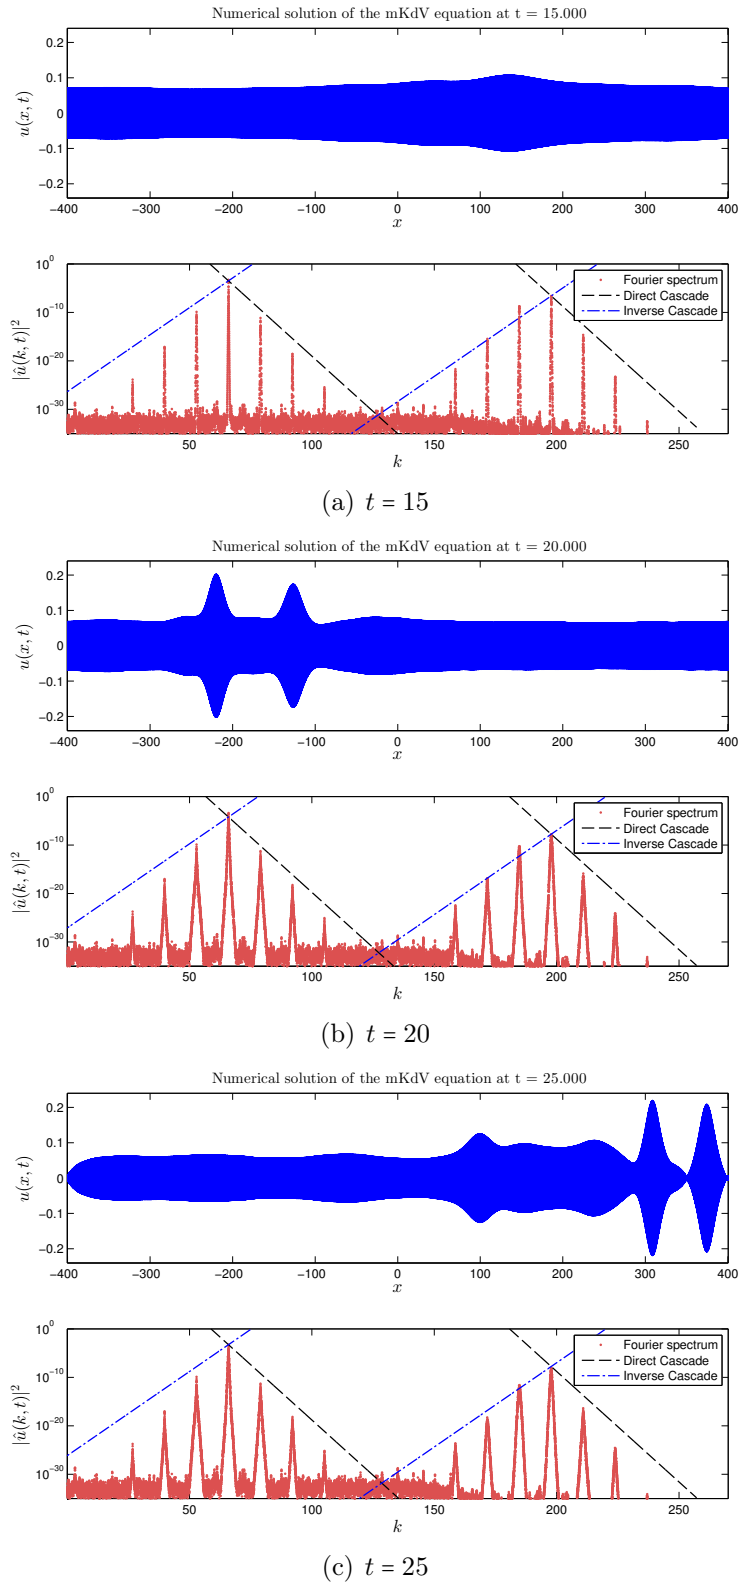 Numerical solution of the mKdV equation at t = 15.000
u(x, t)
0.2
0.1
0
−0.1
−0.2
−400 −300 −200 −100 0 100 200 300 400
x
|û(k, t)|²
10⁰
10⁻¹⁰
10⁻²⁰
10⁻³⁰
Fourier spectrum
Direct Cascade
Inverse Cascade
50 100 150 200 250
k
(a) t = 15
Numerical solution of the mKdV equation at t = 20.000
u(x, t)
0.2
0.1
0
−0.1
−0.2
−400 −300 −200 −100 0 100 200 300 400
x
|û(k, t)|²
10⁰
10⁻¹⁰
10⁻²⁰
10⁻³⁰
Fourier spectrum
Direct Cascade
Inverse Cascade
50 100 150 200 250
k
(b) t = 20
Numerical solution of the mKdV equation at t = 25.000
u(x, t)
0.2
0.1
0
−0.1
−0.2
−400 −300 −200 −100 0 100 200 300 400
x
|û(k, t)|²
10⁰
10⁻¹⁰
10⁻²⁰
10⁻³⁰
Fourier spectrum
Direct Cascade
Inverse Cascade
50 100 150 200 250
k
(c) t = 25